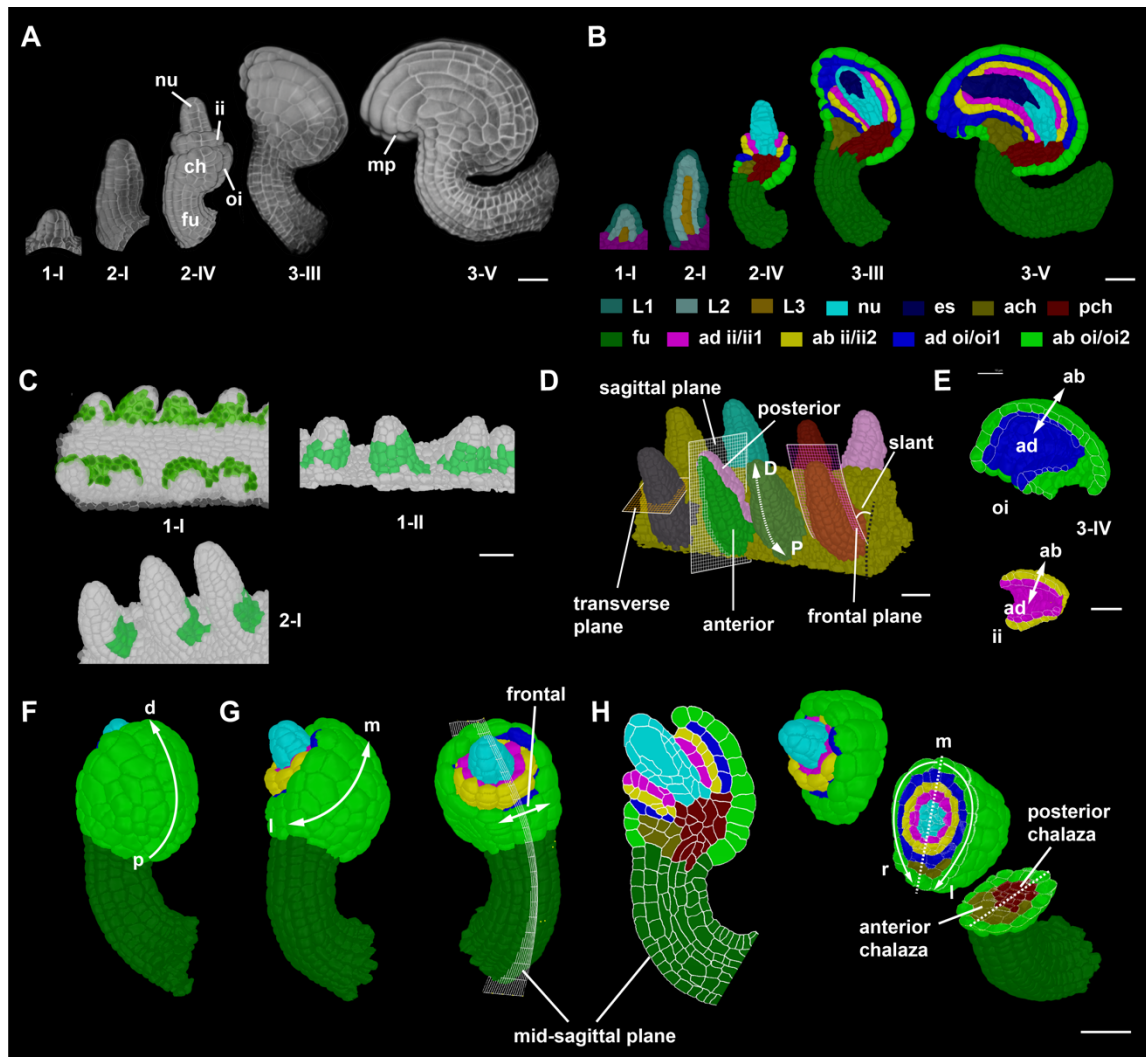 A
nu
ii
ch
oi
fu
mp
1-I
2-I
2-IV
3-III
3-V
B
1-I
2-I
2-IV
3-III
3-V
L1 L2 L3 nu es ach pch
fu ad ii/ii1 ab ii/ii2 ad oi/oi1 ab oi/oi2
C
1-I
1-II
2-I
D
sagittal plane
posterior
slant
D
P
transverse
plane
anterior
frontal plane
E
ab
ad
oi
3-IV
ab
ad
ii
F
d
p
G
m
l
frontal
mid-sagittal plane
H
m
r
l
posterior
chalaza
anterior
chalaza